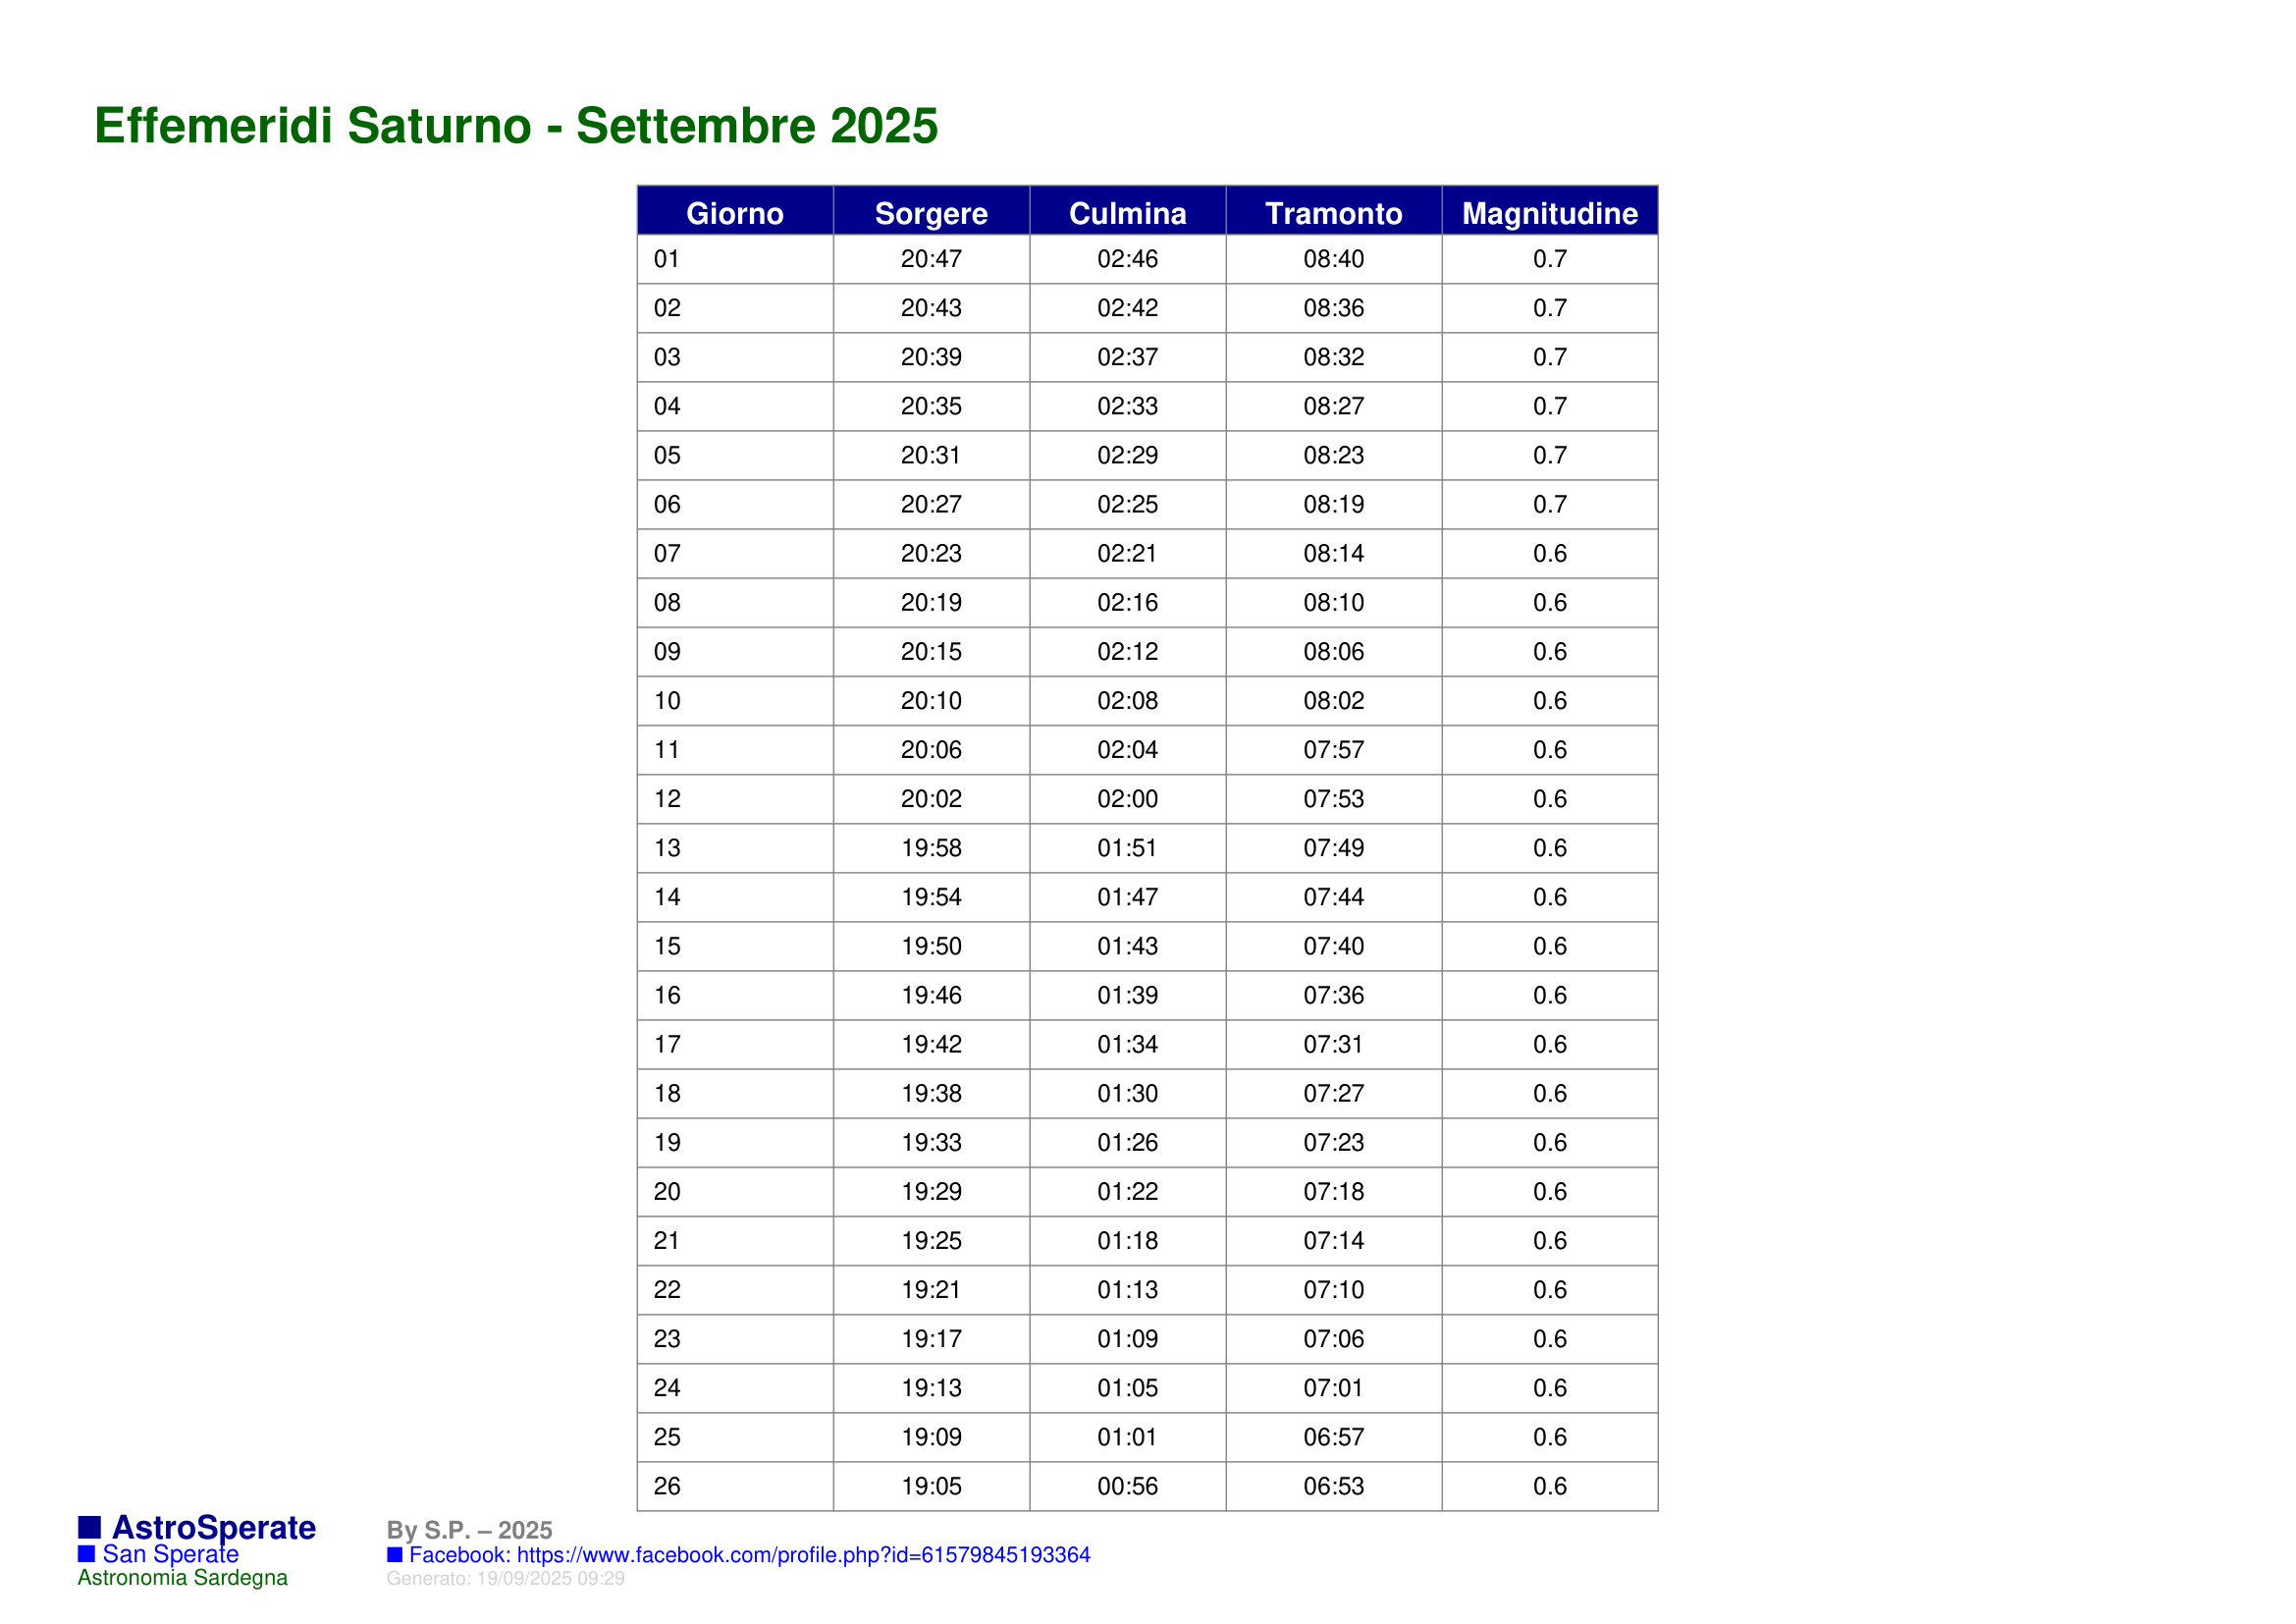 Effemeridi Saturno - Settembre 2025
Giorno Sorgere Culmina Tramonto Magnitudine
01 20:47 02:46 08:40 0.7
02 20:43 02:42 08:36 0.7
03 20:39 02:37 08:32 0.7
04 20:35 02:33 08:27 0.7
05 20:31 02:29 08:23 0.7
06 20:27 02:25 08:19 0.7
07 20:23 02:21 08:14 0.6
08 20:19 02:16 08:10 0.6
09 20:15 02:12 08:06 0.6
10 20:10 02:08 08:02 0.6
11 20:06 02:04 07:57 0.6
12 20:02 02:00 07:53 0.6
13 19:58 01:51 07:49 0.6
14 19:54 01:47 07:44 0.6
15 19:50 01:43 07:40 0.6
16 19:46 01:39 07:36 0.6
17 19:42 01:34 07:31 0.6
18 19:38 01:30 07:27 0.6
19 19:33 01:26 07:23 0.6
20 19:29 01:22 07:18 0.6
21 19:25 01:18 07:14 0.6
22 19:21 01:13 07:10 0.6
23 19:17 01:09 07:06 0.6
24 19:13 01:05 07:01 0.6
25 19:09 01:01 06:57 0.6
26 19:05 00:56 06:53 0.6
■ AstroSperate
■ San Sperate
Astronomia Sardegna
By S.P. – 2025
■ Facebook: https://www.facebook.com/profile.php?id=61579845193364
Generato: 19/09/2025 09:29